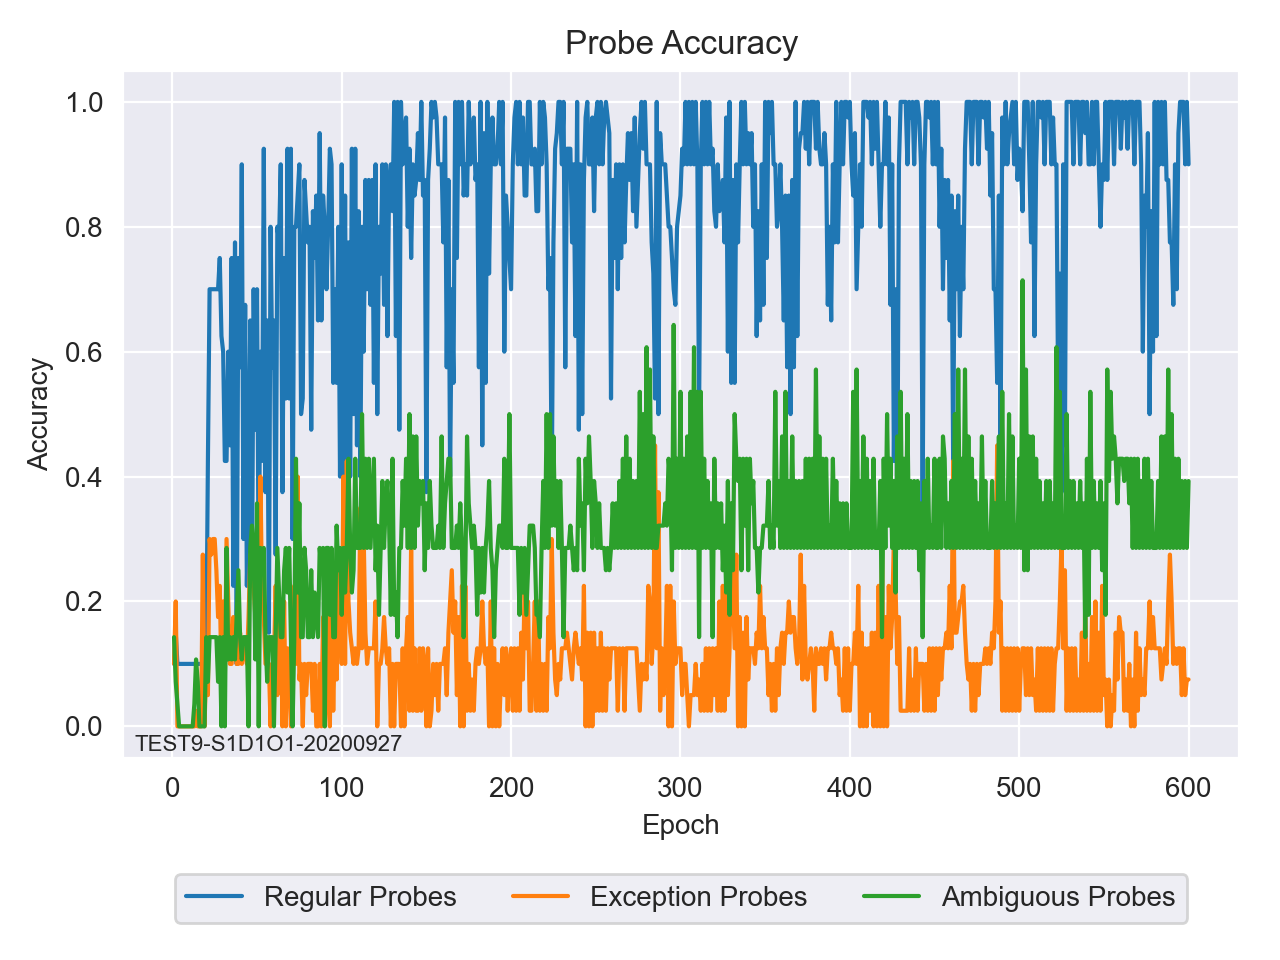 Probe Accuracy
1.0
0.8
0.6
0.4
0.2
0.0
Accuracy
TEST9-S1D1O1-20200927
0 100 200 300 400 500 600
Epoch
Regular Probes Exception Probes Ambiguous Probes